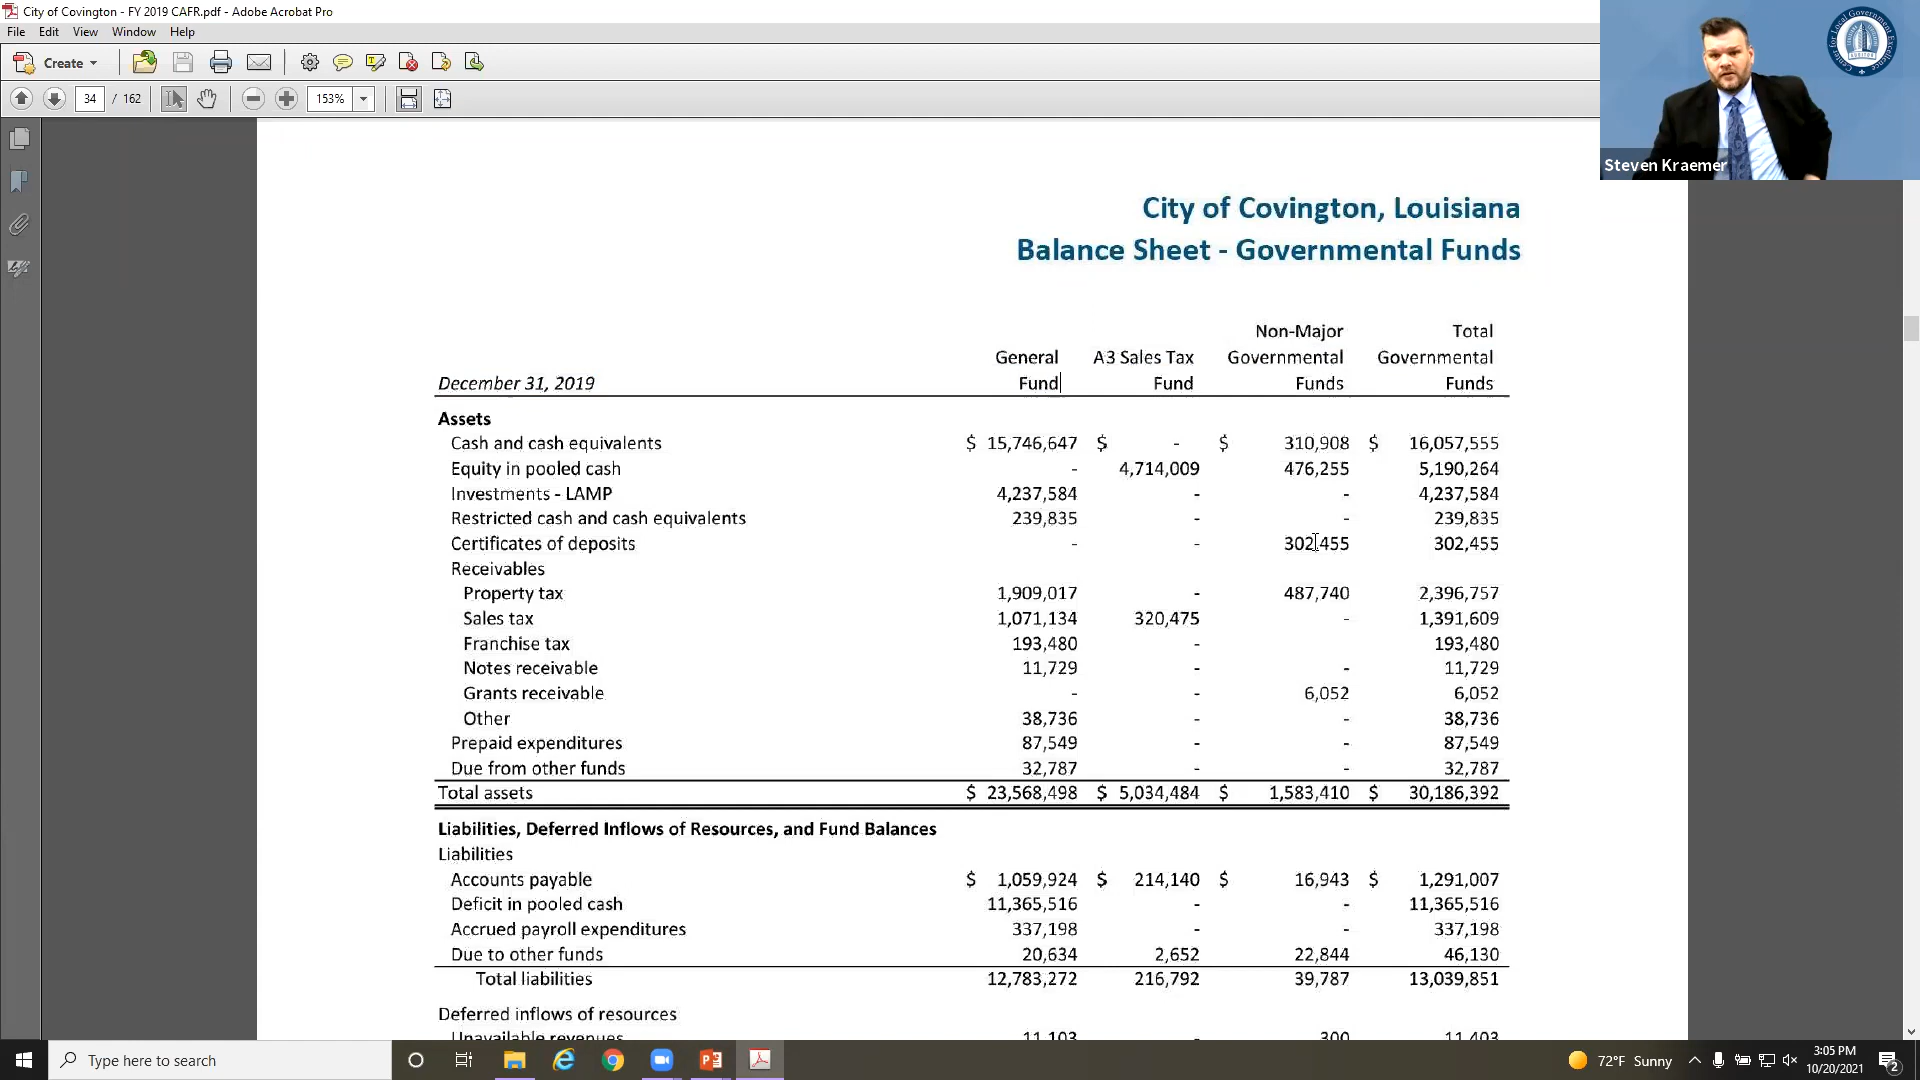 City of Covington - FY 2019 CAFR.pdf - Adobe Acrobat Pro
File Edit View Window Help
Create
34 / 162 153%
Steven Kraemer
City of Covington, Louisiana
Balance Sheet - Governmental Funds
Non-Major Total
General A3 Sales Tax Governmental Governmental
December 31, 2019 Fund Fund Funds Funds
Assets
Cash and cash equivalents $ 15,746,647 $ - $ 310,908 $ 16,057,555
Equity in pooled cash - 4,714,009 476,255 5,190,264
Investments - LAMP 4,237,584 - - 4,237,584
Restricted cash and cash equivalents 239,835 - - 239,835
Certificates of deposits - - 302,455 302,455
Receivables
Property tax 1,909,017 - 487,740 2,396,757
Sales tax 1,071,134 320,475 - 1,391,609
Franchise tax 193,480 - 193,480
Notes receivable 11,729 - - 11,729
Grants receivable - - 6,052 6,052
Other 38,736 - - 38,736
Prepaid expenditures 87,549 - - 87,549
Due from other funds 32,787 - - 32,787
Total assets $ 23,568,498 $ 5,034,484 $ 1,583,410 $ 30,186,392
Liabilities, Deferred Inflows of Resources, and Fund Balances
Liabilities
Accounts payable $ 1,059,924 $ 214,140 $ 16,943 $ 1,291,007
Deficit in pooled cash 11,365,516 - - 11,365,516
Accrued payroll expenditures 337,198 - - 337,198
Due to other funds 20,634 2,652 22,844 46,130
Total liabilities 12,783,272 216,792 39,787 13,039,851
Deferred inflows of resources
Unavailable revenues 11,103 - 300 11,403
Type here to search
72°F Sunny
3:05 PM
10/20/2021
2